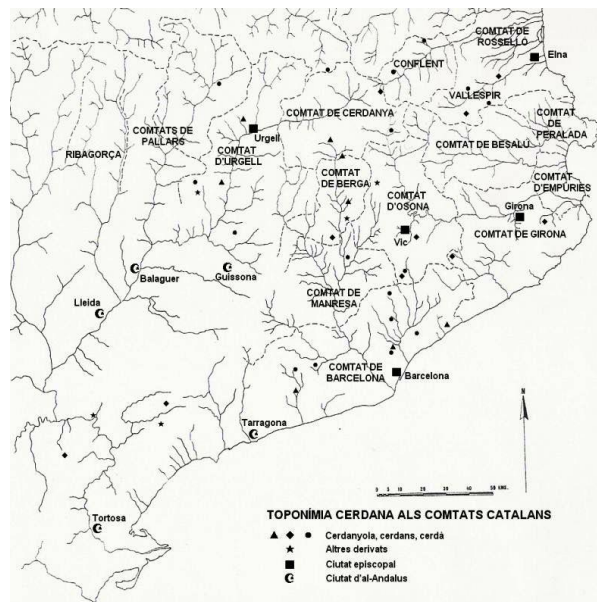 COMTAT DE
ROSSELLÓ
Elna
CONFLENT
VALLESPIR
COMTAT DE CERDANYA
COMTAT
DE
PERALADA
COMTATS
DE PALLARS
Urgell
COMTAT
D'URGELL
COMTAT DE BESALÚ
RIBAGORÇA
COMTAT
DE BERGA
COMTAT
D'OSONA
COMTAT
D'EMPÚRIES
Girona
Vic
COMTAT DE GIRONA
Balaguer
Guissona
Lleida
COMTAT DE
MANRESA
COMTAT DE
BARCELONA
Barcelona
Tarragona
Tortosa
N
0 10 20 30 40 50 KMS.
TOPONÍMIA CERDANA ALS COMTATS CATALANS
Cerdanyola, cerdans, cerdà
Altres derivats
Ciutat episcopal
Ciutat d'al-Andalus